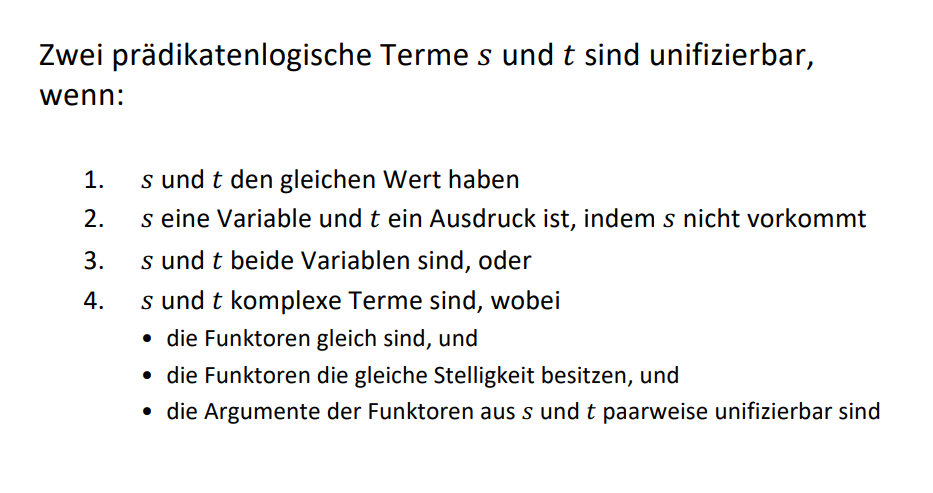 Zwei prädikatenlogische Terme s und t sind unifizierbar,
wenn:
1. s und t den gleichen Wert haben
2. s eine Variable und t ein Ausdruck ist, indem s nicht vorkommt
3. s und t beide Variablen sind, oder
4. s und t komplexe Terme sind, wobei
• die Funktoren gleich sind, und
• die Funktoren die gleiche Stelligkeit besitzen, und
• die Argumente der Funktoren aus s und t paarweise unifizierbar sind